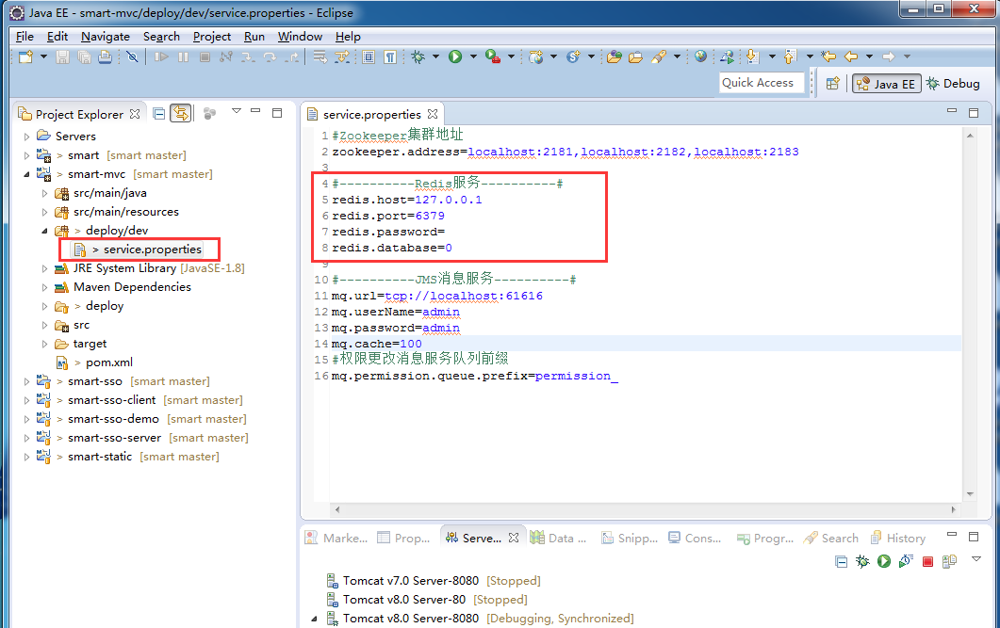 Java EE - smart-mvc/deploy/dev/service.properties - Eclipse
File Edit Navigate Search Project Run Window Help
Quick Access
Java EE
Debug
Project Explorer
Servers
> smart [smart master]
> smart-mvc [smart master]
src/main/java
src/main/resources
> deploy/dev
> service.properties
JRE System Library [JavaSE-1.8]
Maven Dependencies
> deploy
src
target
> pom.xml
> smart-sso [smart master]
> smart-sso-client [smart master]
> smart-sso-demo [smart master]
> smart-sso-server [smart master]
> smart-static [smart master]
service.properties
1 #Zookeeper集群地址
2 zookeeper.address=localhost:2181,localhost:2182,localhost:2183
3
4 #----------Redis服务----------#
5 redis.host=127.0.0.1
6 redis.port=6379
7 redis.password=
8 redis.database=0
9
10 #----------JMS消息服务----------#
11 mq.url=tcp://localhost:61616
12 mq.userName=admin
13 mq.password=admin
14 mq.cache=100
15 #权限更改消息服务队列前缀
16 mq.permission.queue.prefix=permission_
Marke... Prop... Serve... Data ... Snipp... Cons... Progr... Search History
Tomcat v7.0 Server-8080 [Stopped]
Tomcat v8.0 Server-80 [Stopped]
Tomcat v8.0 Server-8080 [Debugging, Synchronized]